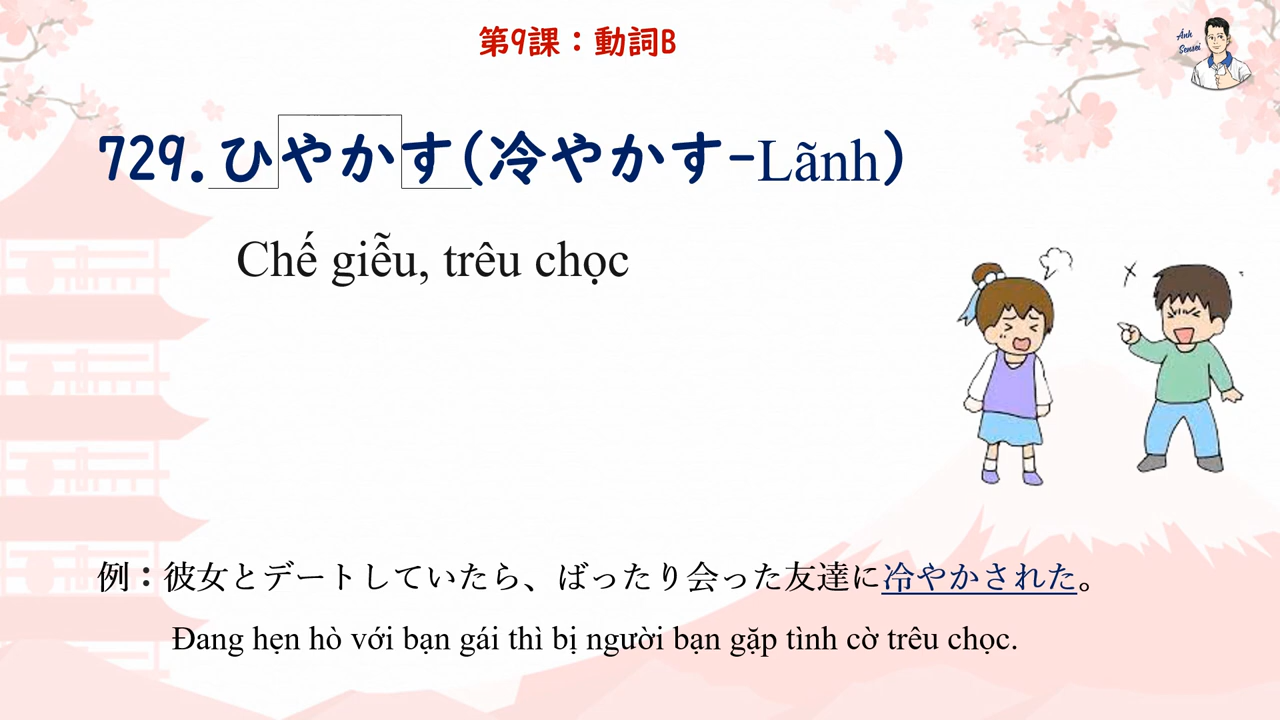 第9課：動詞B
Ánh
Sensei
729.ひやかす(冷やかす-Lãnh)
Chế giễu, trêu chọc
例：彼女とデートしていたら、ばったり会った友達に冷やかされた。
Đang hẹn hò với bạn gái thì bị người bạn gặp tình cờ trêu chọc.